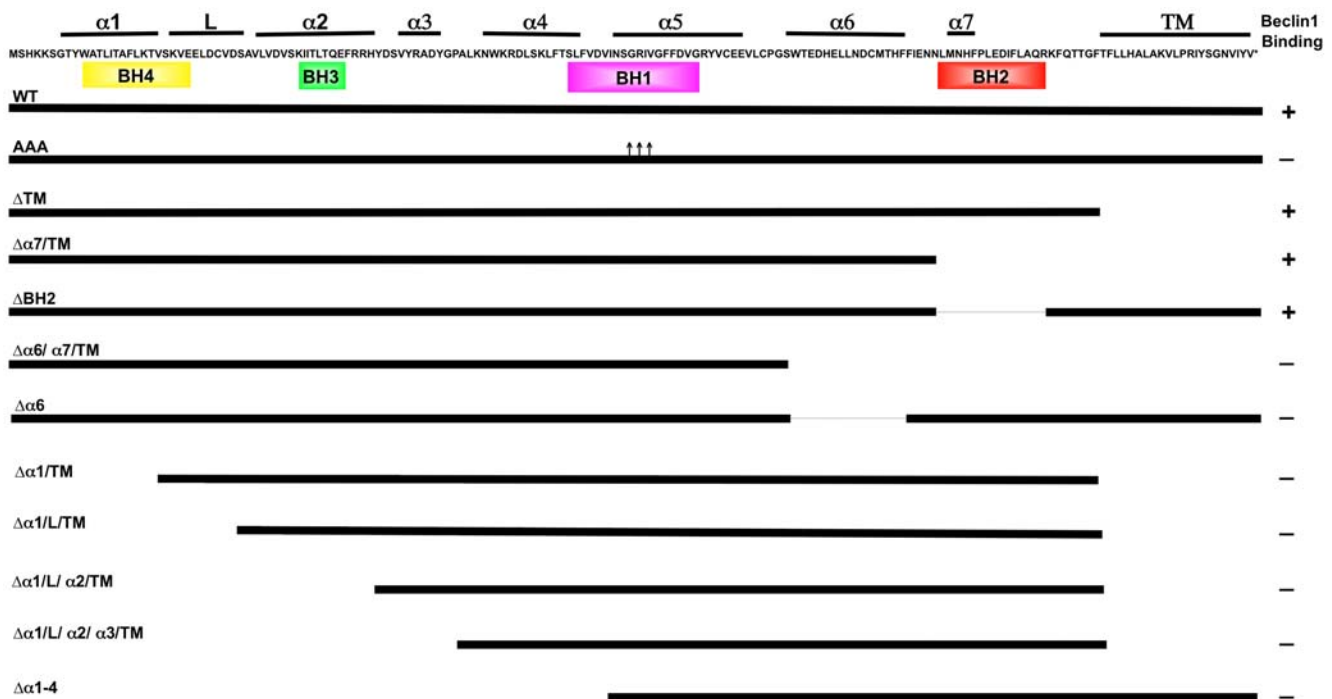 α1 L α2 α3 α4 α5 α6 α7 TM Beclin1
Binding
MSHKKSGTYWATLITAFLKTVSKVEELDCVDSAVLVDVSKIITLTQEFRRHYDSVYRADYGPALKNWKRDLSKLFTSLFVDVINSGRIVGFFDVGRYVCEEVLCPGSWTEDHELLNDCMTHFFIENNLMNHFPLEDIFLAQRKFQTTGFTFLLHALAKVLPRIYSGNVIYV*
BH4 BH3 BH1 BH2
WT
+
AAA
−
ΔTM
+
Δα7/TM
+
ΔBH2
+
Δα6/ α7/TM
−
Δα6
−
Δα1/TM
−
Δα1/L/TM
−
Δα1/L/ α2/TM
−
Δα1/L/ α2/ α3/TM
−
Δα1-4
−